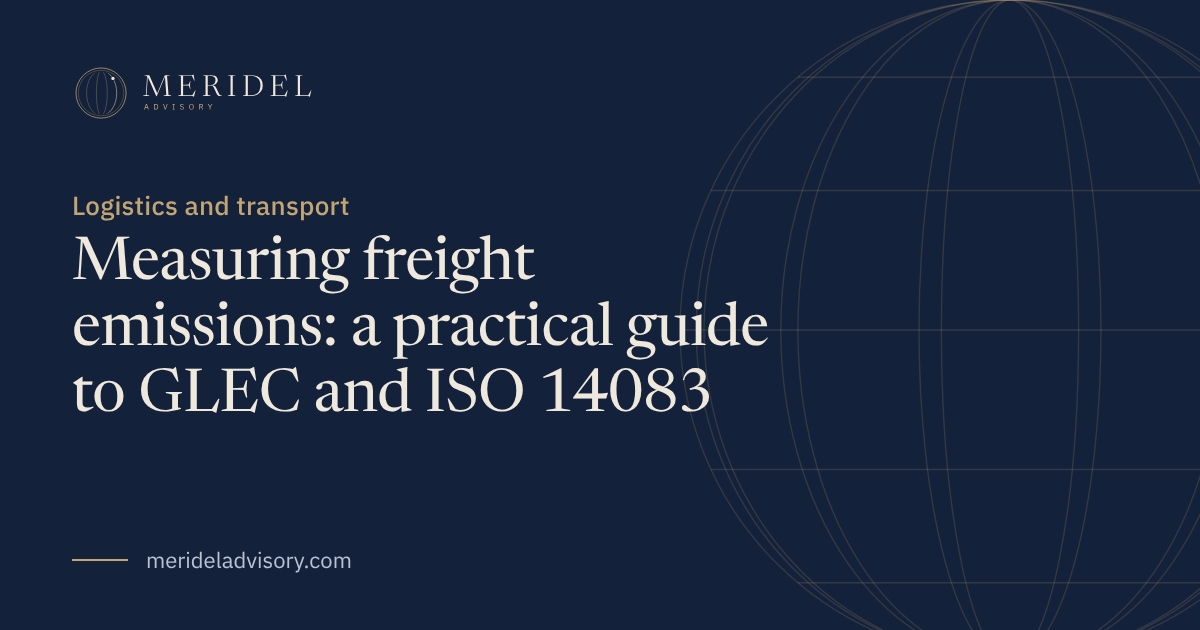 MERIDEL
ADVISORY
Logistics and transport
Measuring freight
emissions: a practical guide
to GLEC and ISO 14083
merideladvisory.com